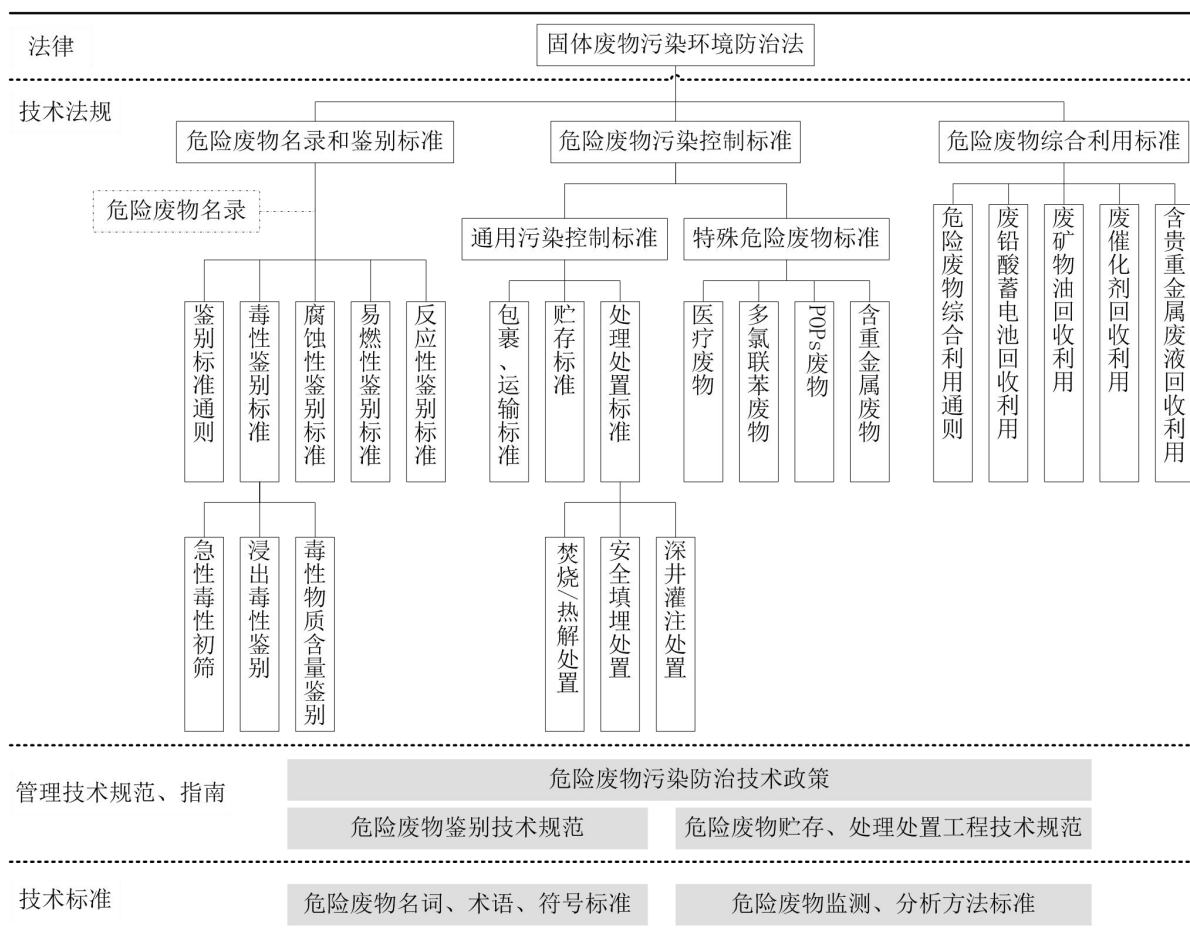 法律
固体废物污染环境防治法
技术法规
危险废物名录和鉴别标准
危险废物污染控制标准
危险废物综合利用标准
危险废物名录
通用污染控制标准
特殊危险废物标准
鉴别标准通则
毒性鉴别标准
腐蚀性鉴别标准
易燃性鉴别标准
反应性鉴别标准
包裹、运输标准
贮存标准
处理处置标准
医疗废物
多氯联苯废物
POPs废物
含重金属废物
危险废物综合利用通则
废铅酸蓄电池回收利用
废矿物油回收利用
废催化剂回收利用
含贵重金属废液回收利用
急性毒性初筛
浸出毒性鉴别
毒性物质含量鉴别
焚烧/热解处置
安全填埋处置
深井灌注处置
管理技术规范、指南
危险废物污染防治技术政策
危险废物鉴别技术规范
危险废物贮存、处理处置工程技术规范
技术标准
危险废物名词、术语、符号标准
危险废物监测、分析方法标准